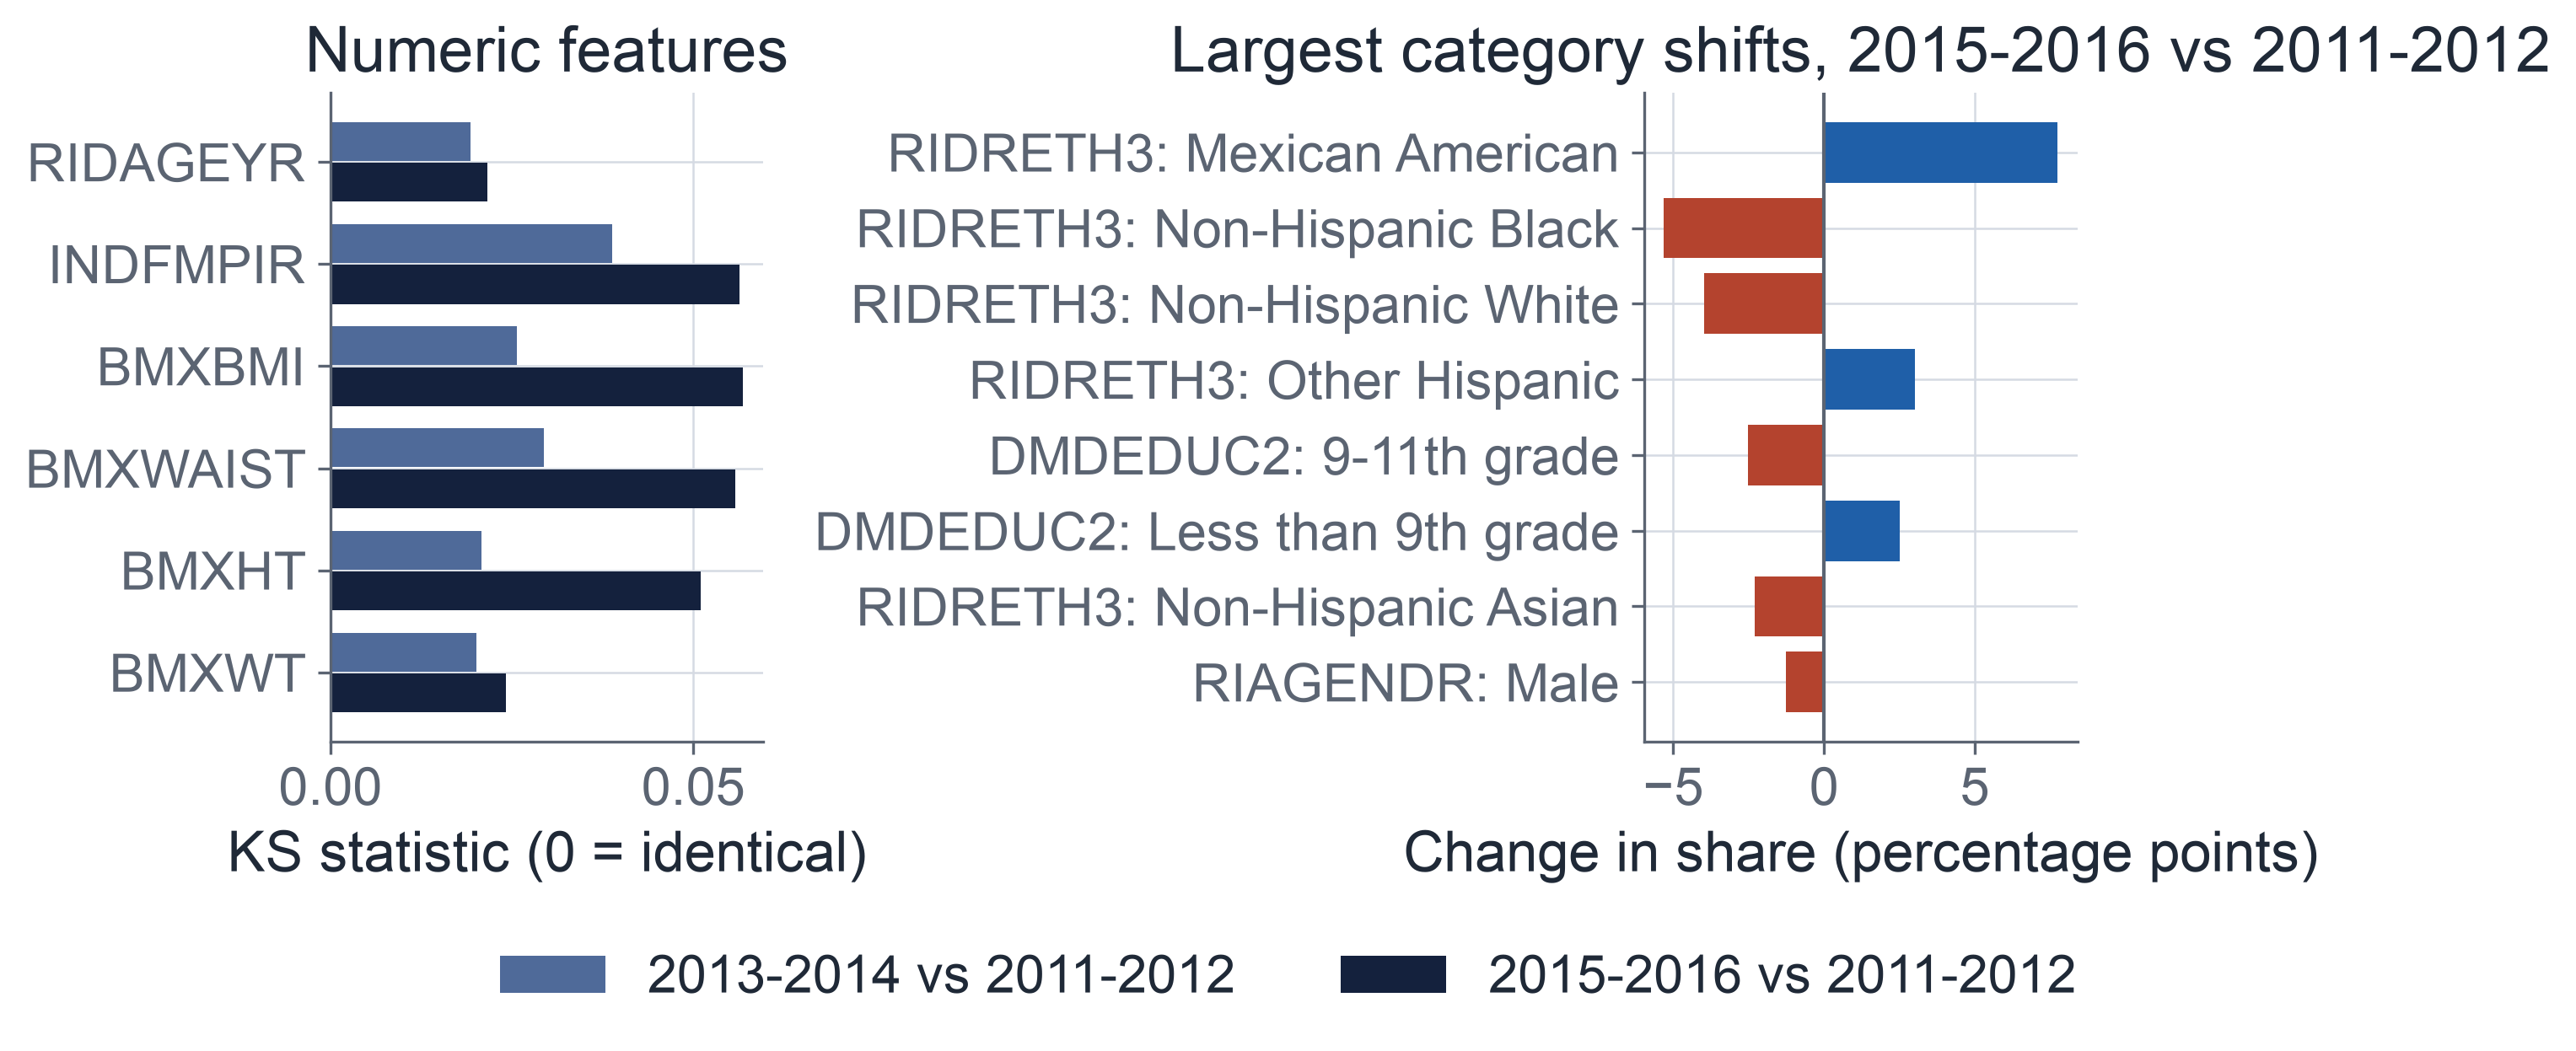 Numeric features
RIDAGEYR
INDFMPIR
BMXBMI
BMXWAIST
BMXHT
BMXWT
0.00
0.05
KS statistic (0 = identical)
Largest category shifts, 2015-2016 vs 2011-2012
RIDRETH3: Mexican American
RIDRETH3: Non-Hispanic Black
RIDRETH3: Non-Hispanic White
RIDRETH3: Other Hispanic
DMDEDUC2: 9-11th grade
DMDEDUC2: Less than 9th grade
RIDRETH3: Non-Hispanic Asian
RIAGENDR: Male
−5
0
5
Change in share (percentage points)
2013-2014 vs 2011-2012
2015-2016 vs 2011-2012